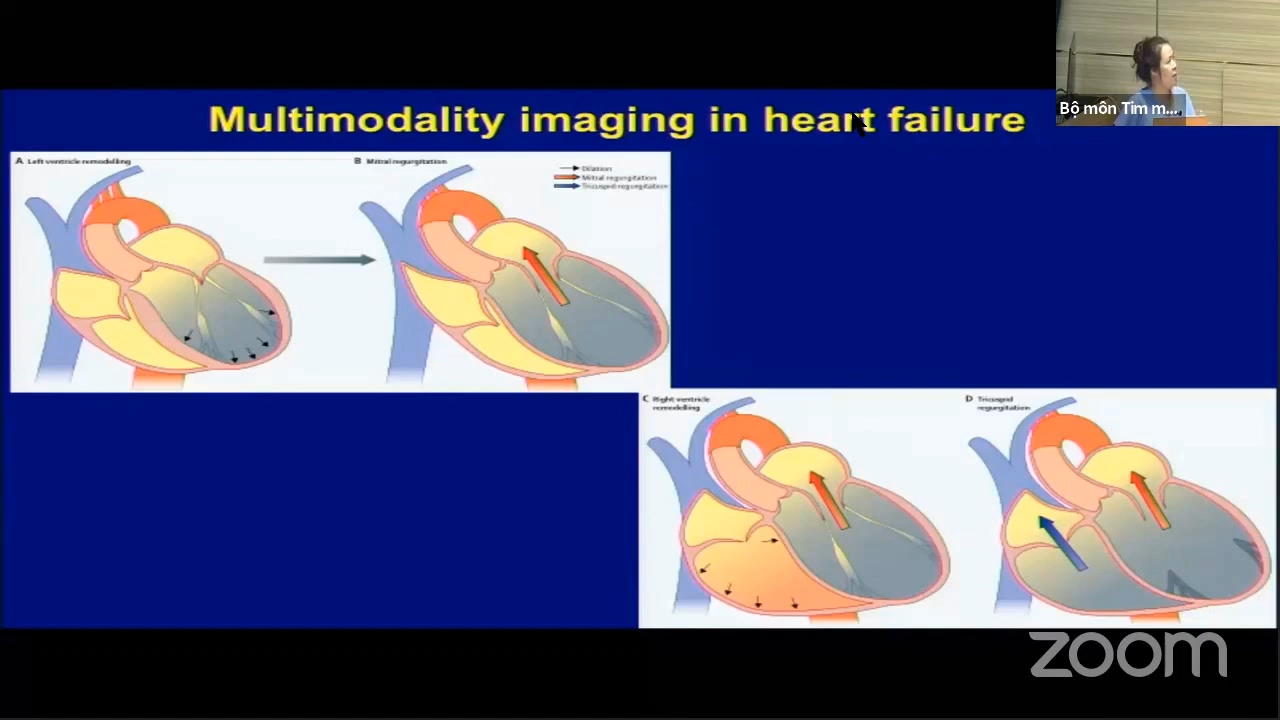 Multimodality imaging in heart failure
Bộ môn Tim m...
A Left ventricle remodelling
B Mitral regurgitation
Dilation
Mitral regurgitation
Tricuspid regurgitation
C Right ventricle
remodelling
D Tricuspid
regurgitation
zoom